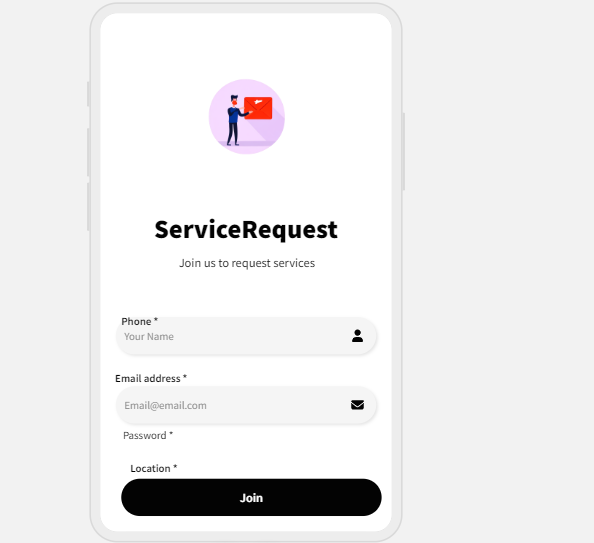 ServiceRequest
Join us to request services
Phone *
Your Name
Email address *
Email@email.com
Password *
Location *
Join